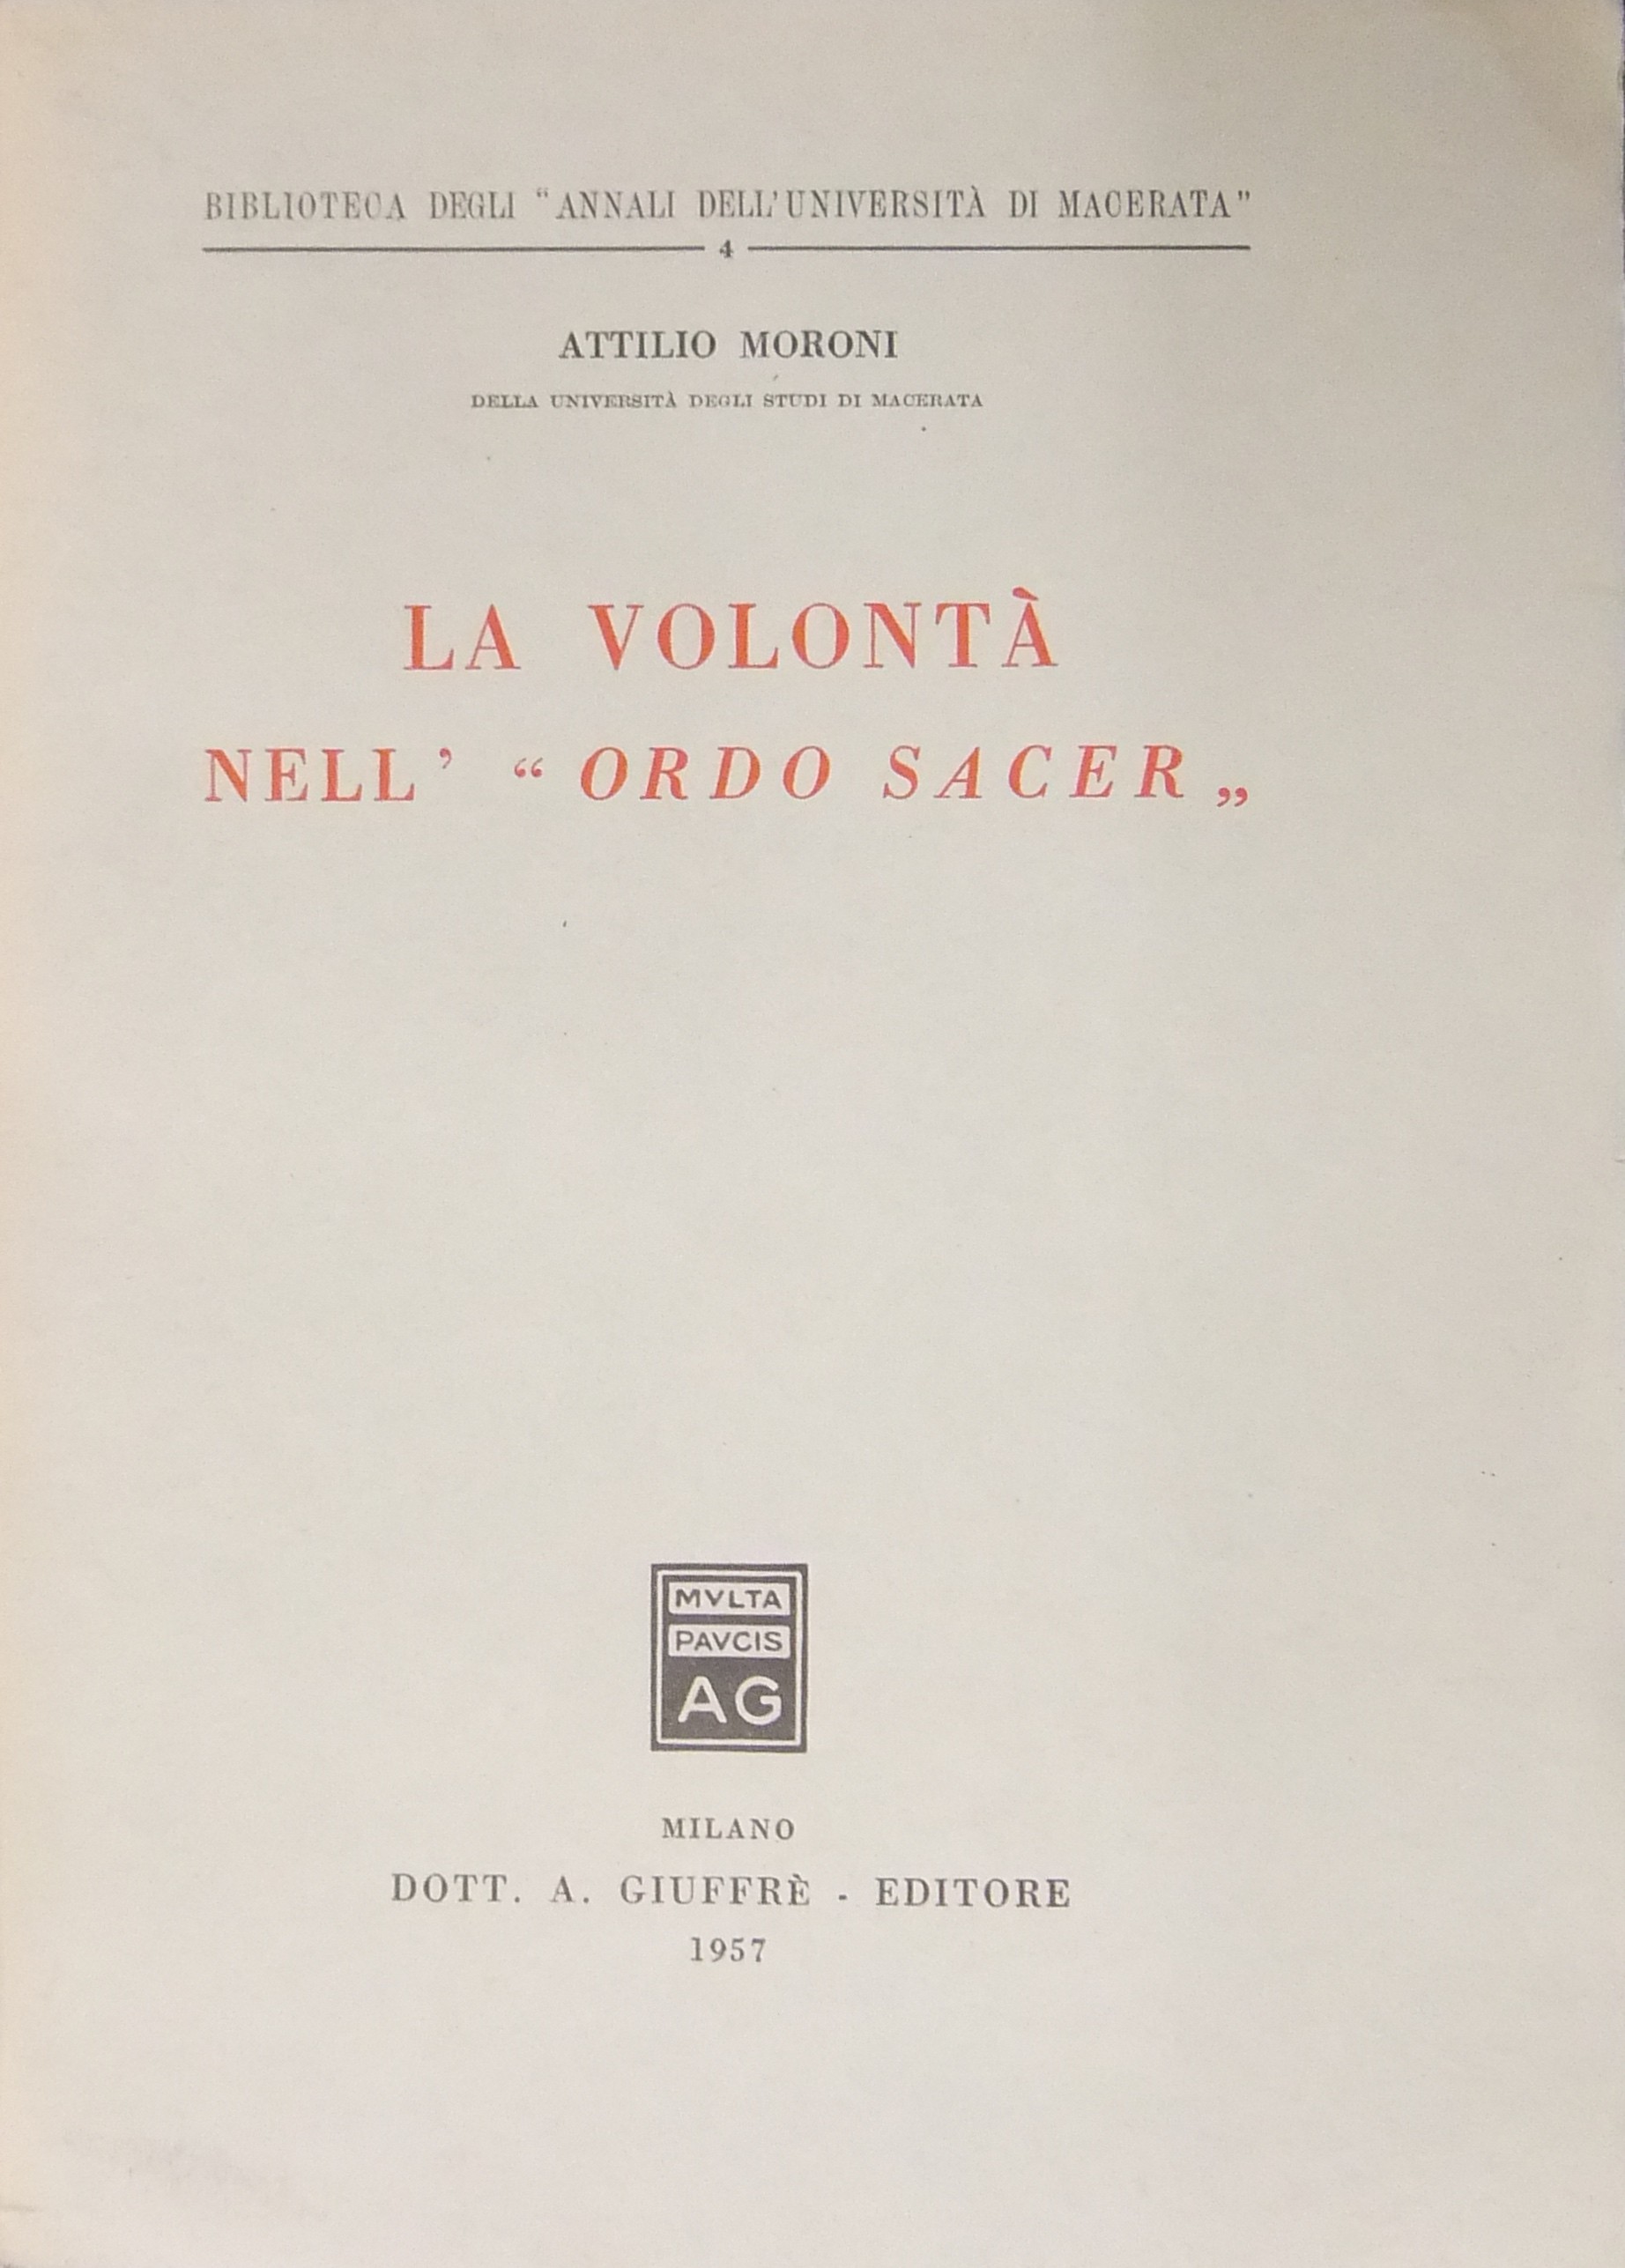 BIBLIOTECA DEGLI “ANNALI DELL'UNIVERSITÀ DI MACERATA”
4
ATTILIO MORONI
DELLA UNIVERSITÀ DEGLI STUDI DI MACERATA
LA VOLONTÀ
NELL' “ORDO SACER„
MVLTA
PAVCIS
AG
MILANO
DOTT. A. GIUFFRÈ - EDITORE
1957